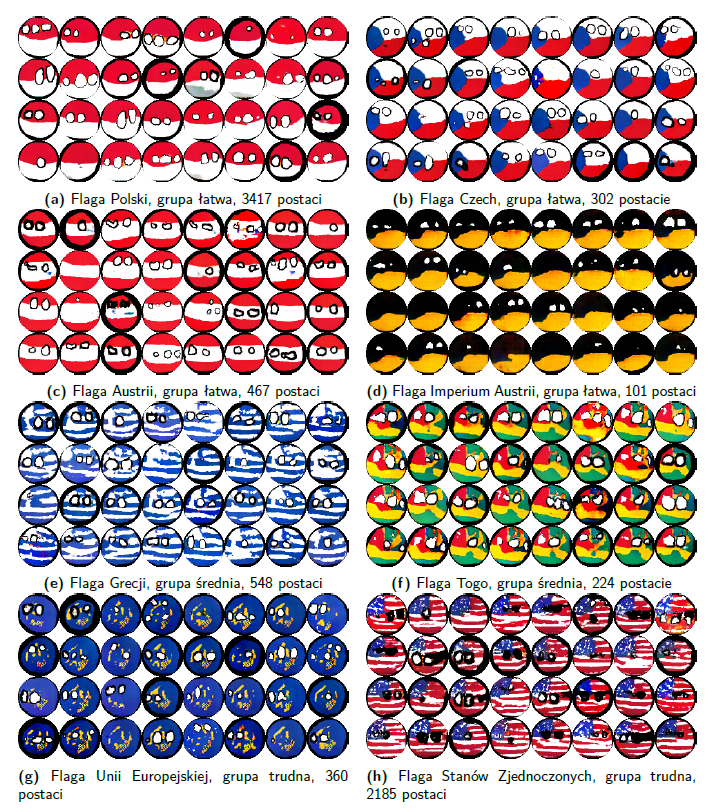 (a) Flaga Polski, grupa łatwa, 3417 postaci
(b) Flaga Czech, grupa łatwa, 302 postacie
(c) Flaga Austrii, grupa łatwa, 467 postaci
(d) Flaga Imperium Austrii, grupa łatwa, 101 postaci
(e) Flaga Grecji, grupa średnia, 548 postaci
(f) Flaga Togo, grupa średnia, 224 postacie
(g) Flaga Unii Europejskiej, grupa trudna, 360
postaci
(h) Flaga Stanów Zjednoczonych, grupa trudna,
2185 postaci